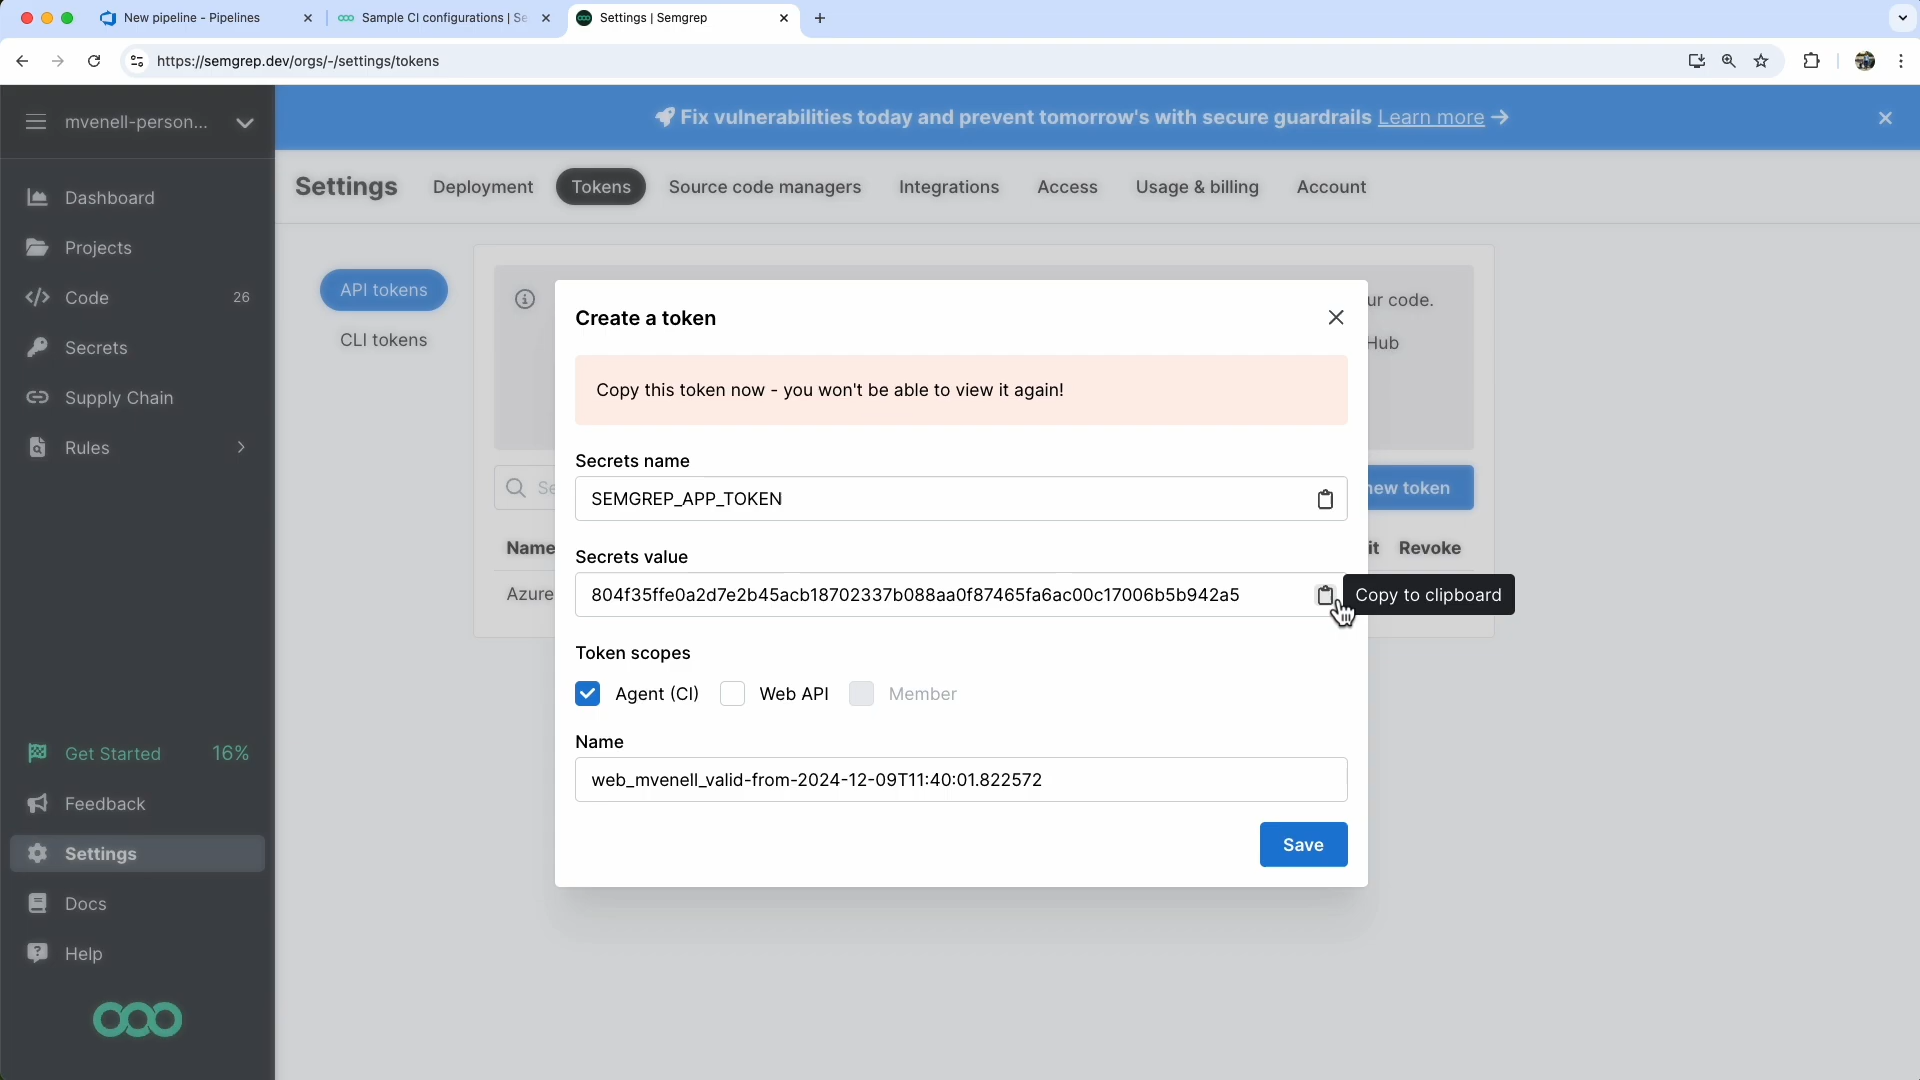 New pipeline - Pipelines
Sample CI configurations | Se
Settings | Semgrep
https://semgrep.dev/orgs/-/settings/tokens
mvenell-person...
Fix vulnerabilities today and prevent tomorrow's with secure guardrails Learn more →
Dashboard
Projects
Code 26
Secrets
Supply Chain
Rules
Get Started 16%
Feedback
Settings
Docs
Help
Settings Deployment Tokens Source code managers Integrations Access Usage & billing Account
API tokens
CLI tokens
ur code.
Hub
Se
new token
Name
it Revoke
Azure
Create a token
Copy this token now - you won't be able to view it again!
Secrets name
SEMGREP_APP_TOKEN
Secrets value
804f35ffe0a2d7e2b45acb18702337b088aa0f87465fa6ac00c17006b5b942a5
Copy to clipboard
Token scopes
Agent (CI) Web API Member
Name
web_mvenell_valid-from-2024-12-09T11:40:01.822572
Save